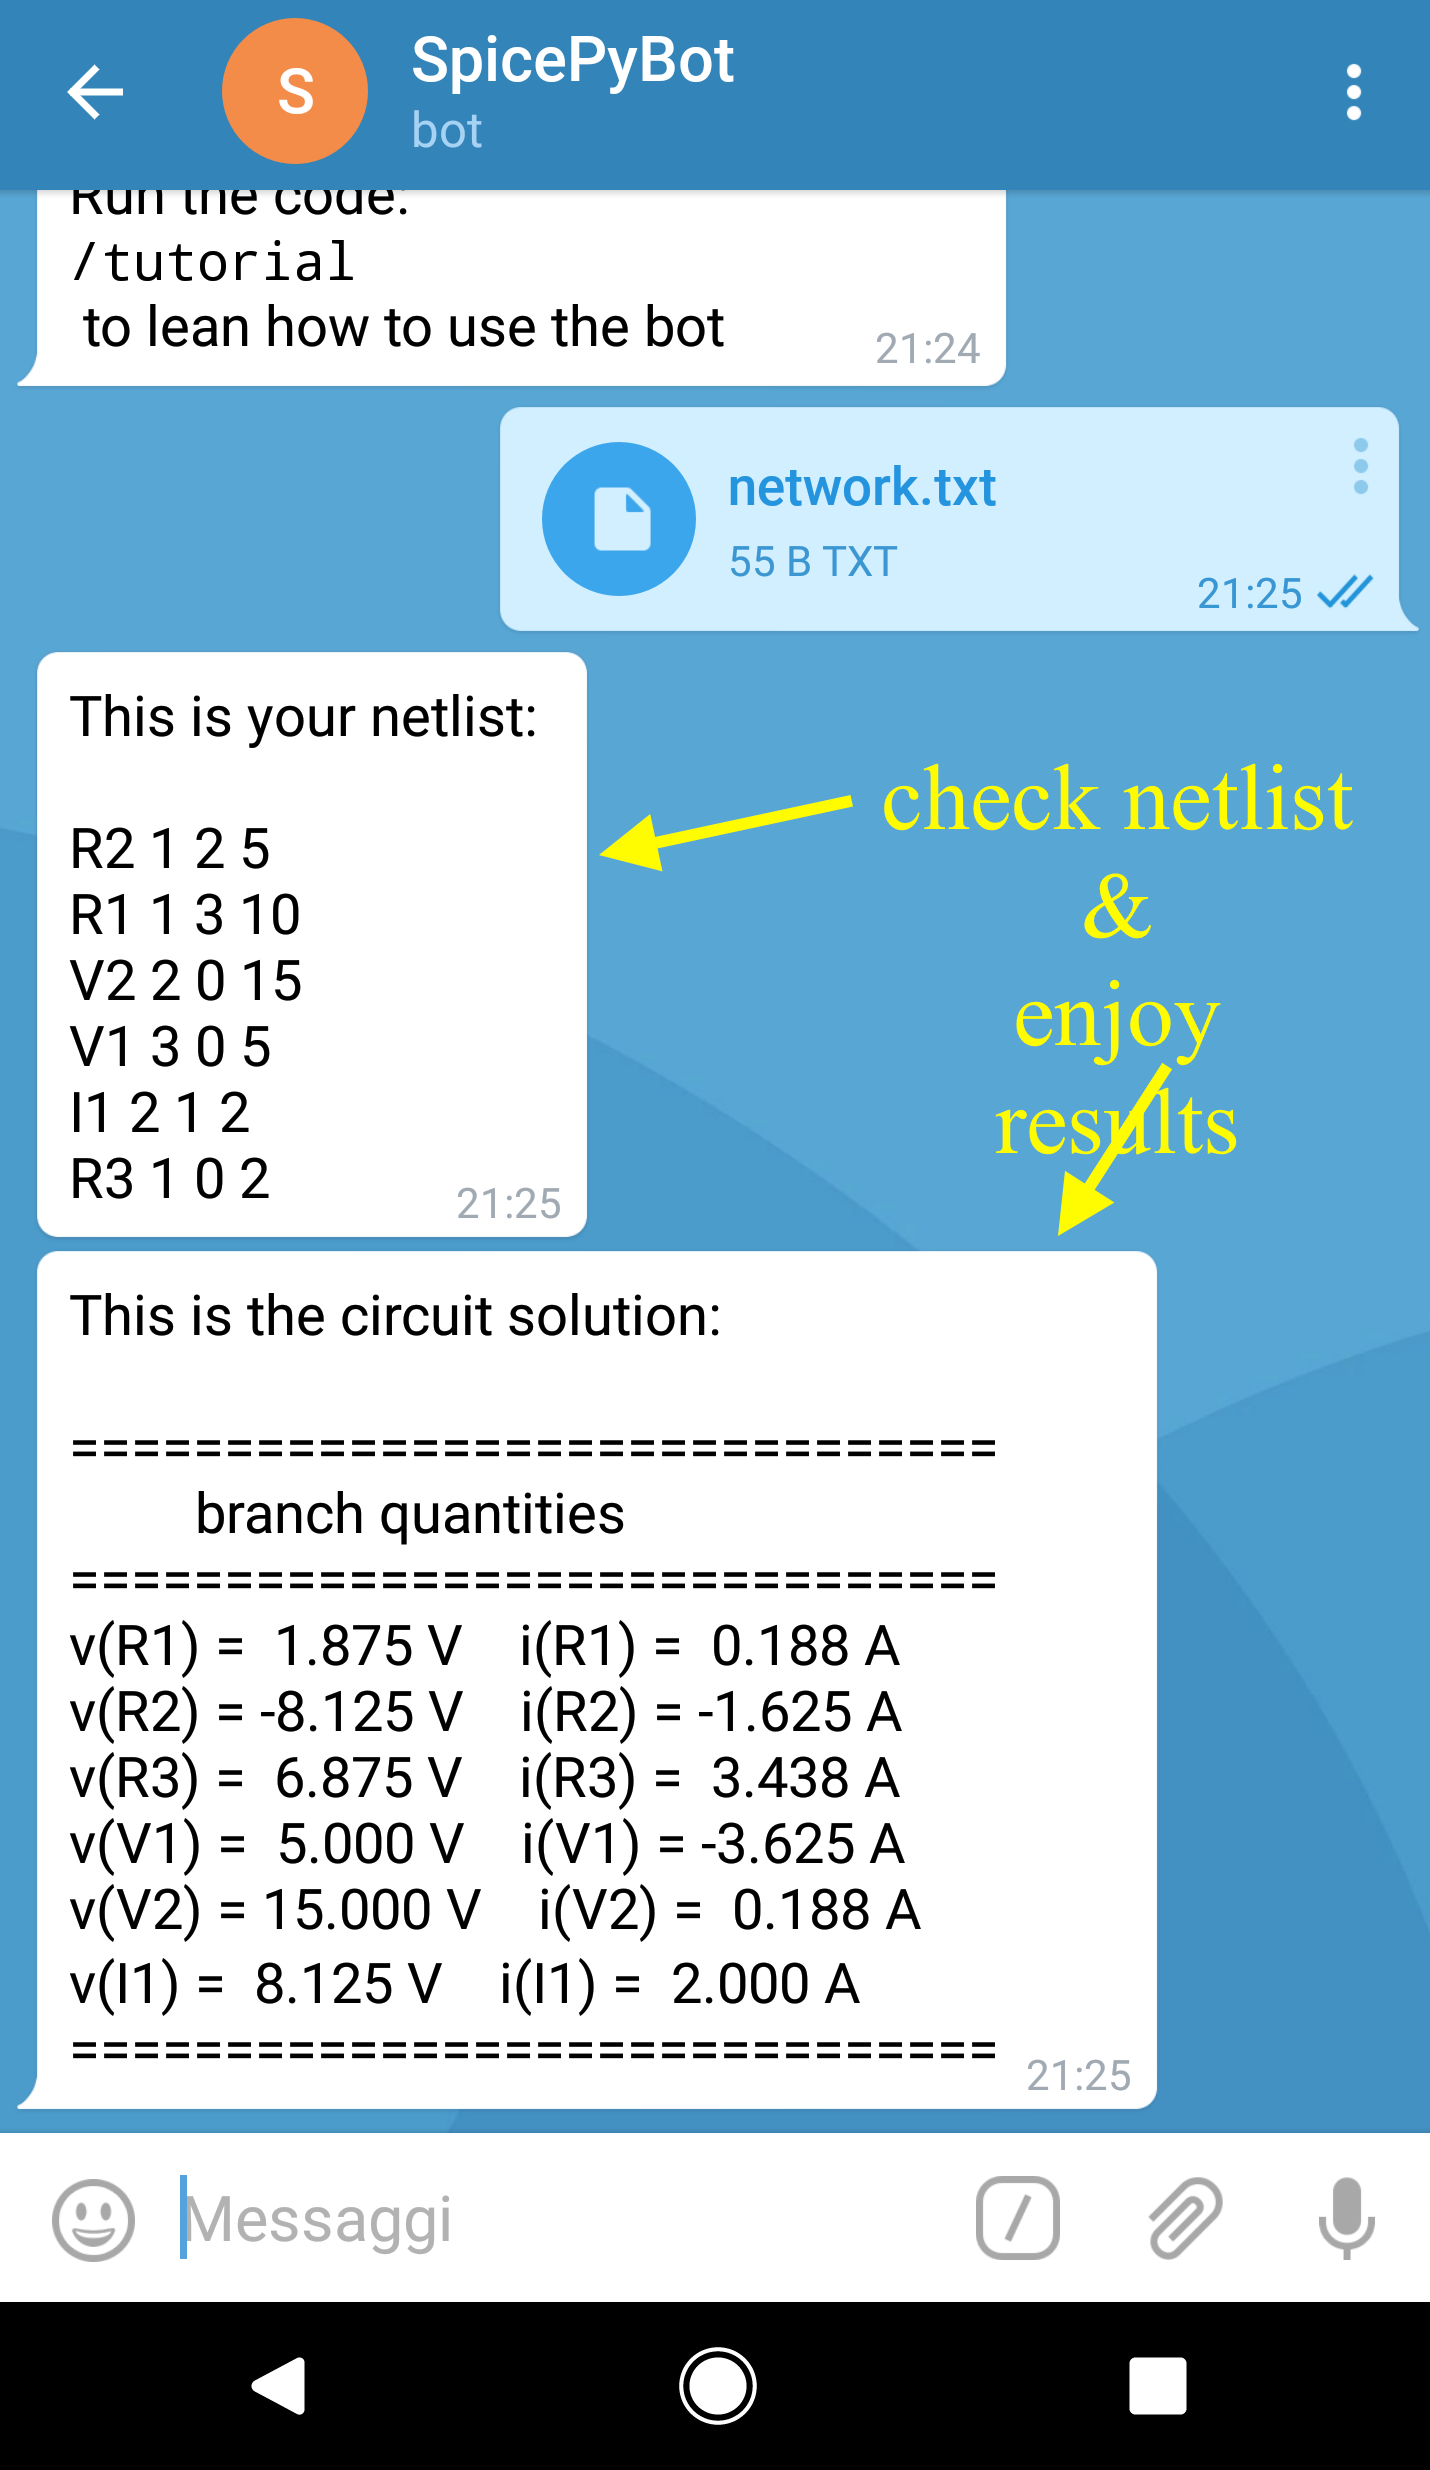 SpicePyBot
S
bot
Run the code:
/tutorial
to lean how to use the bot
21:24
network.txt
55 B TXT
21:25
This is your netlist:
R2 1 2 5
R1 1 3 10
V2 2 0 15
V1 3 0 5
I1 2 1 2
R3 1 0 2
21:25
check netlist
&
enjoy
results
This is the circuit solution:
==============================
branch quantities
==============================
v(R1) =  1.875 V    i(R1) =  0.188 A
v(R2) = -8.125 V    i(R2) = -1.625 A
v(R3) =  6.875 V    i(R3) =  3.438 A
v(V1) =  5.000 V    i(V1) = -3.625 A
v(V2) = 15.000 V    i(V2) =  0.188 A
v(I1) =  8.125 V    i(I1) =  2.000 A
==============================
21:25
Messaggi